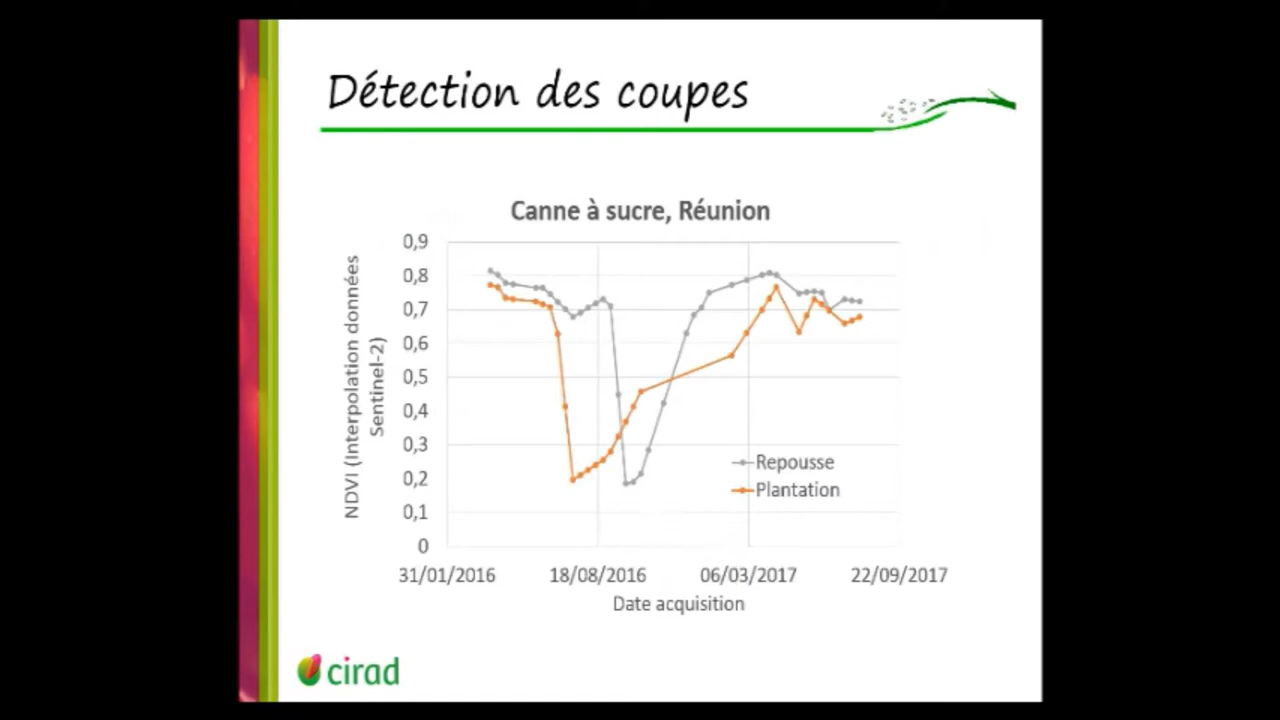 Détection des coupes
Canne à sucre, Réunion
NDVI (Interpolation données
Sentinel-2)
0,9
0,8
0,7
0,6
0,5
0,4
0,3
0,2
0,1
0
Repousse
Plantation
31/01/2016 18/08/2016 06/03/2017 22/09/2017
Date acquisition
cirad